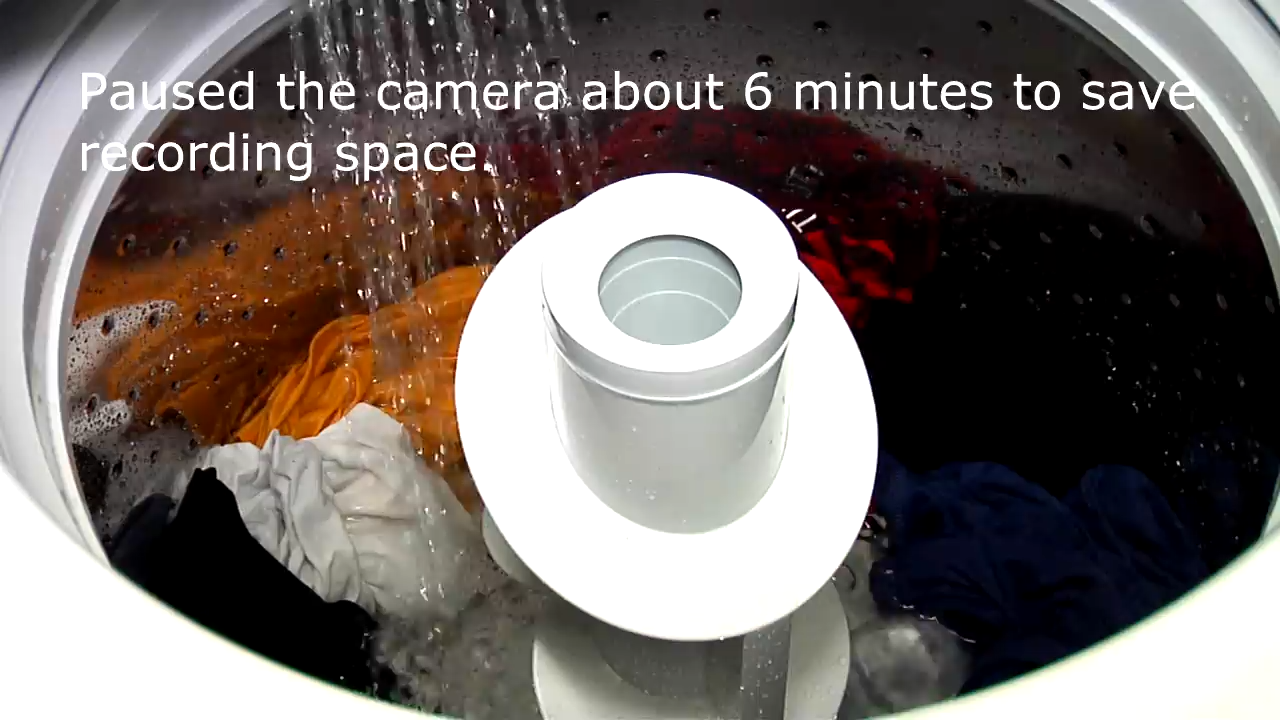 Paused the camera about 6 minutes to save
recording space.